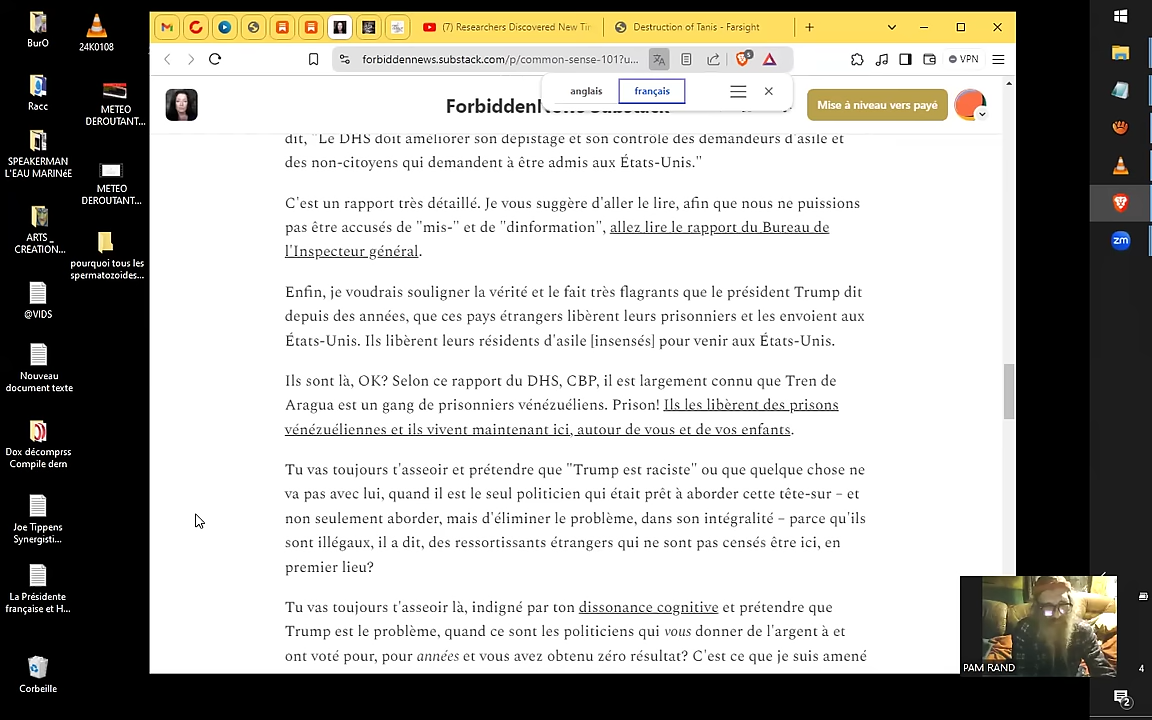 BurO
24K0108
Racc
METEO
DEROUTANT...
SPEAKERMAN
L'EAU MARINéE
METEO
DEROUTANT...
ARTS _
CREATION...
pourquoi tous les
spermatozoides...
@VIDS
Nouveau
document texte
Dox décomprss
Compile dern
Joe Tippens
Synergisti...
La Présidente
française et H...
Corbeille
(7) Researchers Discovered New Ti
Destruction of Tanis - Farsight
forbiddennews.substack.com/p/common-sense-101?u...
5
VPN
anglais
français
Mise à niveau vers payé
dit, "Le DHS doit améliorer son dépistage et son contrôle des demandeurs d'asile et
des non-citoyens qui demandent à être admis aux États-Unis."
C'est un rapport très détaillé. Je vous suggère d'aller le lire, afin que nous ne puissions
pas être accusés de "mis-" et de "dinformation", allez lire le rapport du Bureau de
l'Inspecteur général.
Enfin, je voudrais souligner la vérité et le fait très flagrants que le président Trump dit
depuis des années, que ces pays étrangers libèrent leurs prisonniers et les envoient aux
États-Unis. Ils libèrent leurs résidents d'asile [insensés] pour venir aux États-Unis.
Ils sont là, OK? Selon ce rapport du DHS, CBP, il est largement connu que Tren de
Aragua est un gang de prisonniers vénézuéliens. Prison! Ils les libèrent des prisons
vénézuéliennes et ils vivent maintenant ici, autour de vous et de vos enfants.
Tu vas toujours t'asseoir et prétendre que "Trump est raciste" ou que quelque chose ne
va pas avec lui, quand il est le seul politicien qui était prêt à aborder cette tête-sur – et
non seulement aborder, mais d'éliminer le problème, dans son intégralité – parce qu'ils
sont illégaux, il a dit, des ressortissants étrangers qui ne sont pas censés être ici, en
premier lieu?
Tu vas toujours t'asseoir là, indigné par ton dissonance cognitive et prétendre que
Trump est le problème, quand ce sont les politiciens qui vous donner de l'argent à et
ont voté pour, pour années et vous avez obtenu zéro résultat? C'est ce que je suis amené
PAM RAND
zm
4
2